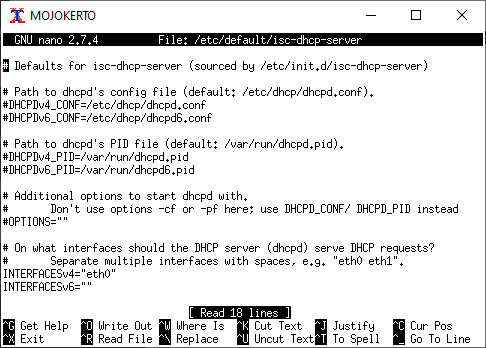 MOJOKERTO
GNU nano 2.7.4 File: /etc/default/isc-dhcp-server
# Defaults for isc-dhcp-server (sourced by /etc/init.d/isc-dhcp-server)
# Path to dhcpd's config file (default: /etc/dhcp/dhcpd.conf).
#DHCPDv4_CONF=/etc/dhcp/dhcpd.conf
#DHCPDv6_CONF=/etc/dhcp/dhcpd6.conf
# Path to dhcpd's PID file (default: /var/run/dhcpd.pid).
#DHCPDv4_PID=/var/run/dhcpd.pid
#DHCPDv6_PID=/var/run/dhcpd6.pid
# Additional options to start dhcpd with.
# Don't use options -cf or -pf here; use DHCPD_CONF/ DHCPD_PID instead
#OPTIONS=""
# On what interfaces should the DHCP server (dhcpd) serve DHCP requests?
# Separate multiple interfaces with spaces, e.g. "eth0 eth1".
INTERFACESv4="eth0"
INTERFACESv6=""
[ Read 18 lines ]
^G Get Help ^O Write Out ^W Where Is ^K Cut Text ^J Justify ^C Cur Pos
^X Exit ^R Read File ^\ Replace ^U Uncut Text ^T To Spell ^_ Go To Line